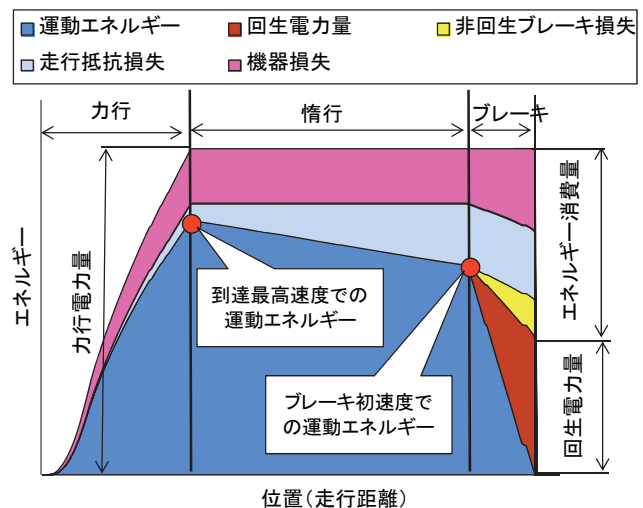 運動エネルギー
回生電力量
非回生ブレーキ損失
走行抵抗損失
機器損失
力行
惰行
ブレーキ
エネルギー
力行電力量
到達最高速度での
運動エネルギー
ブレーキ初速度で
の運動エネルギー
エネルギー消費量
回生電力量
位置(走行距離)